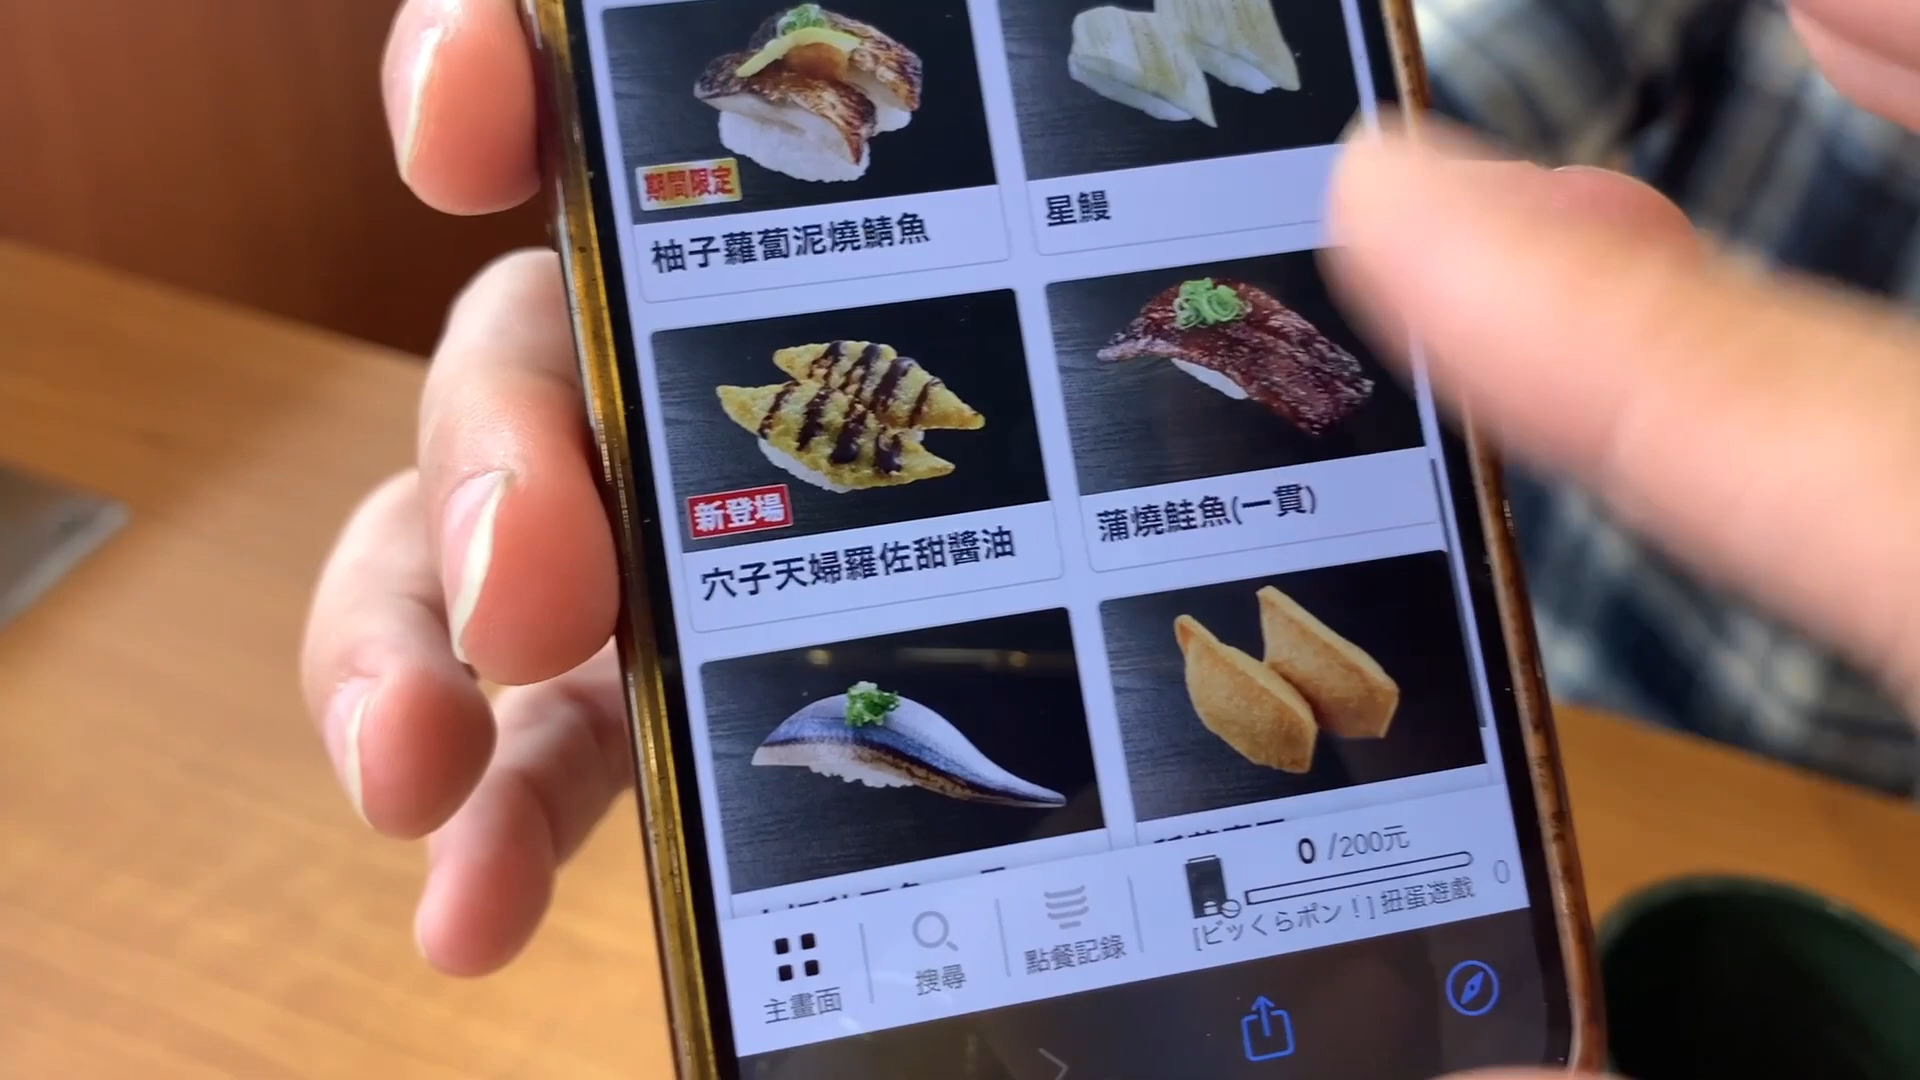 期間限定
柚子蘿蔔泥燒鯖魚
星鰻
新登場
穴子天婦羅佐甜醬油
蒲燒鮭魚(一貫)
0 /200元
0
[ビッくらポン！] 扭蛋遊戲
主畫面
搜尋
點餐記錄